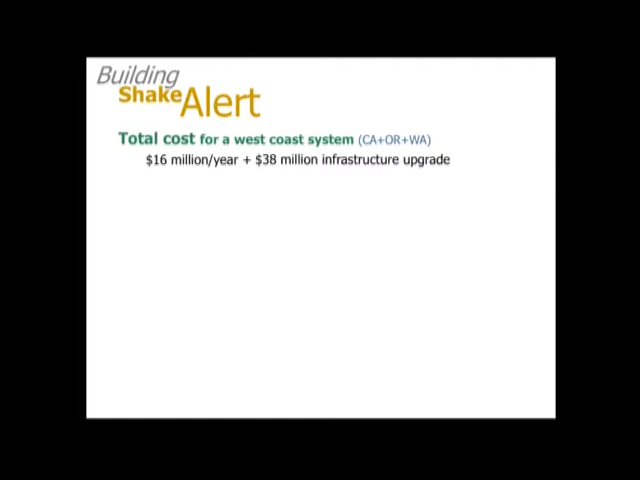 Building
ShakeAlert
Total cost for a west coast system (CA+OR+WA)
$16 million/year + $38 million infrastructure upgrade